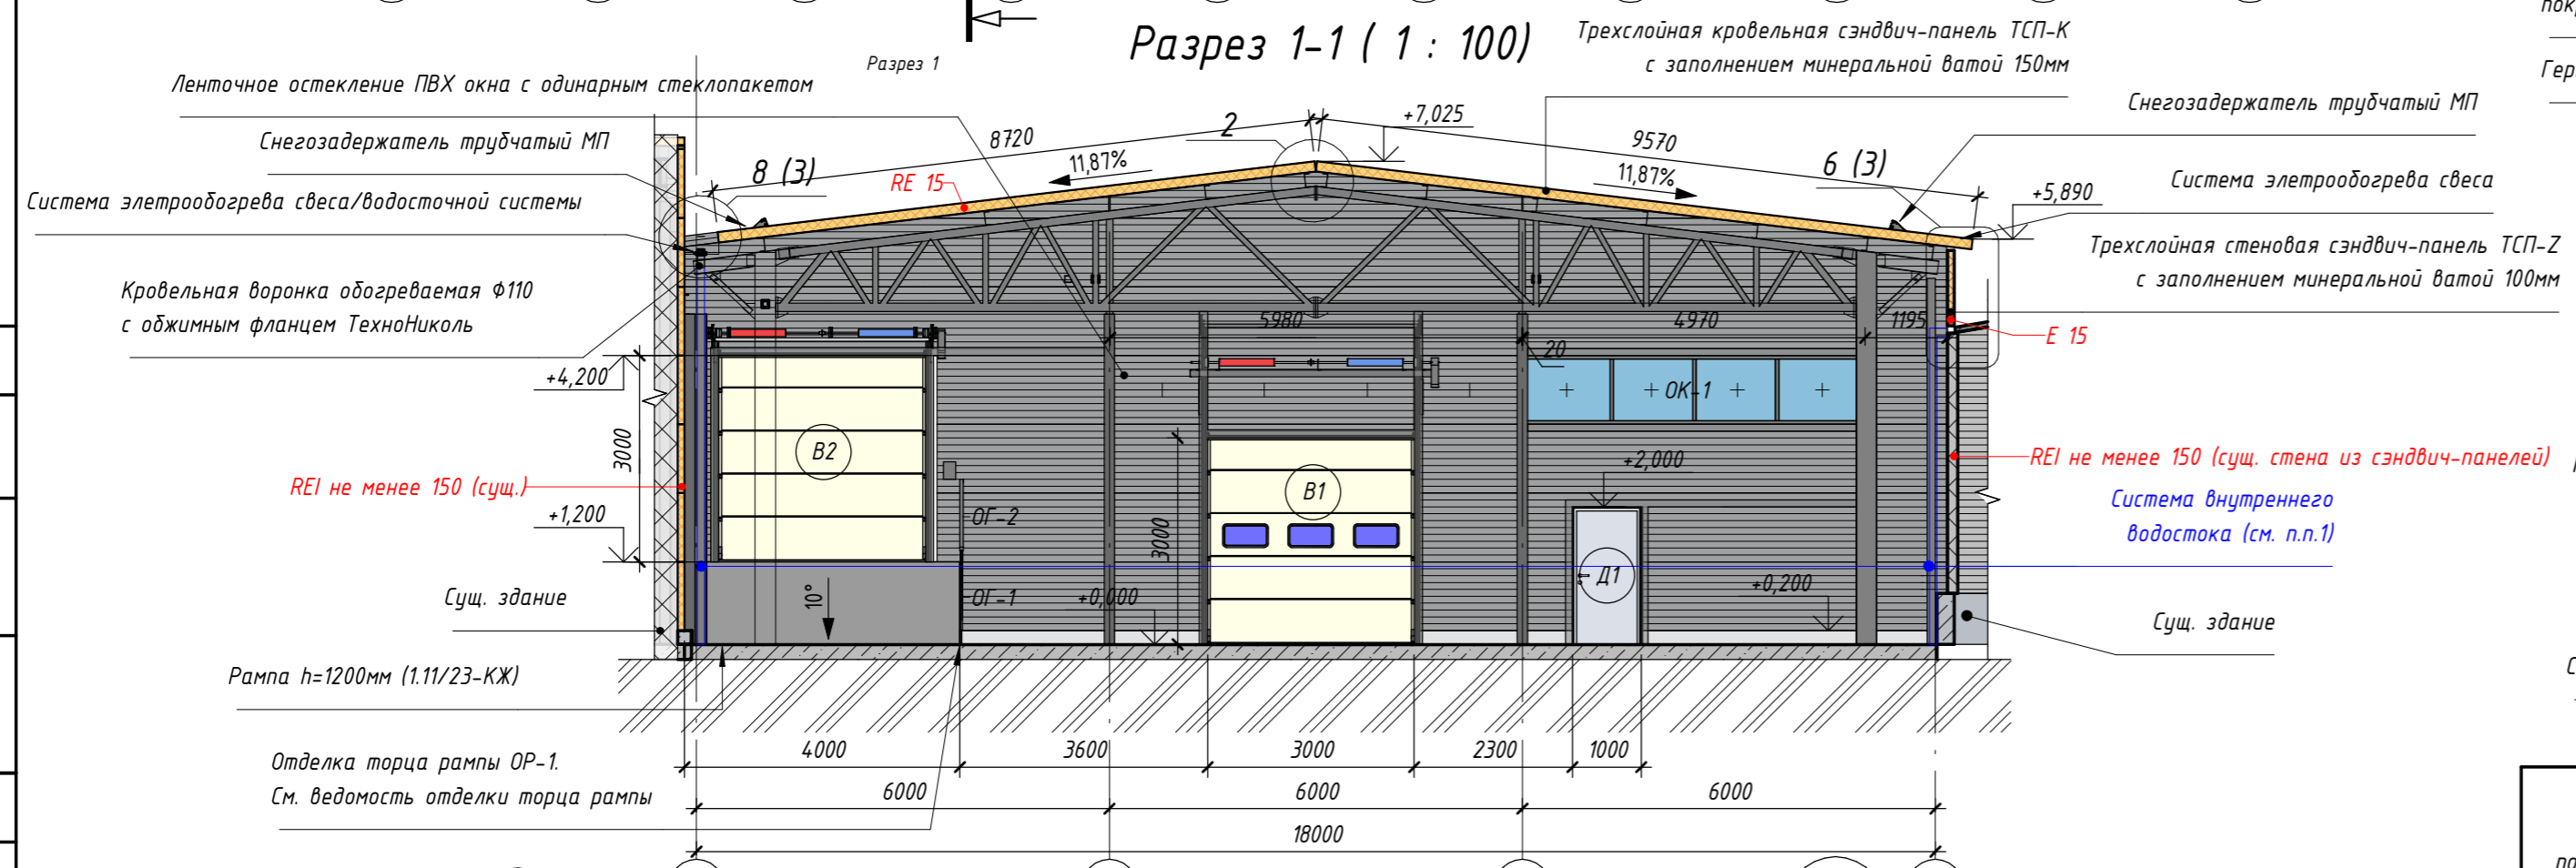 Разрез 1-1 ( 1 : 100)
Разрез 1
Ленточное остекление ПВХ окна с одинарным стеклопакетом
Снегозадержатель трубчатый МП
Система элетрообогрева свеса/водосточной системы
Кровельная воронка обогреваемая Ф110
с обжимным фланцем ТехноНиколь
Трехслойная кровельная сэндвич-панель ТСП-К
с заполнением минеральной ватой 150мм
Снегозадержатель трубчатый МП
Система элетрообогрева свеса
Трехслойная стеновая сэндвич-панель ТСП-Z
с заполнением минеральной ватой 100мм
8720
2
+7,025
9570
8 (3)
RE 15
11,87%
11,87%
6 (3)
+5,890
5980
4970
1195
20
E 15
+4,200
3000
+1,200
REI не менее 150 (сущ.)
В2
ОГ-2
ОГ-1
10°
+0,000
3000
В1
ОК-1
+2,000
Д1
+0,200
REI не менее 150 (сущ. стена из сэндвич-панелей)
Система внутреннего
водостока (см. п.п.1)
Сущ. здание
Сущ. здание
Рампа h=1200мм (1.11/23-КЖ)
Отделка торца рампы ОР-1.
См. ведомость отделки торца рампы
4000
3600
3000
2300
1000
6000
6000
6000
18000